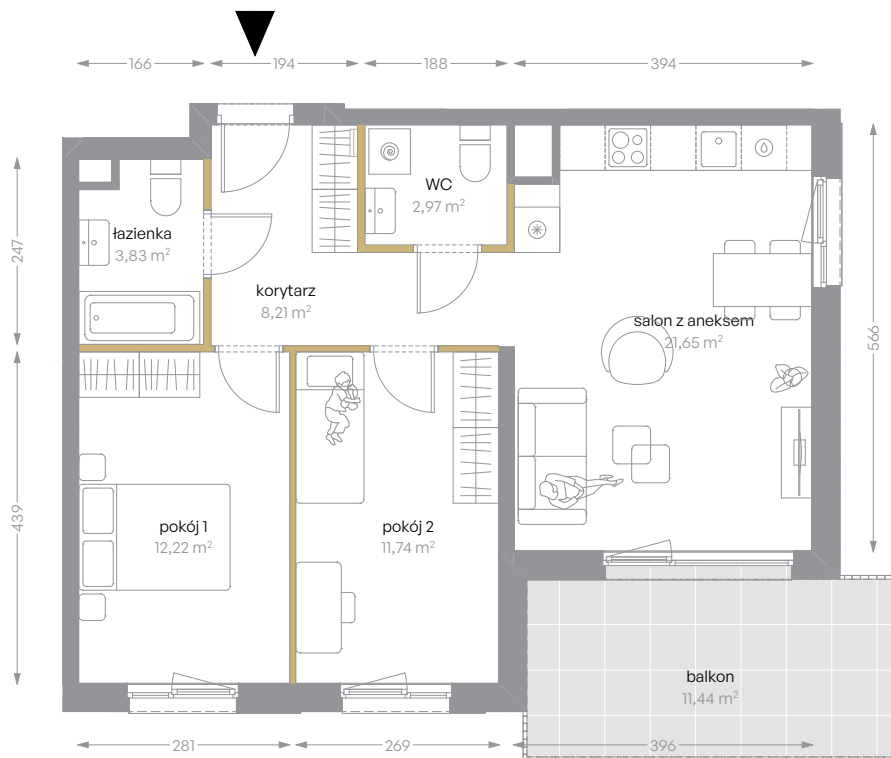 166
194
188
394
WC
2,97 m²
łazienka
3,83 m²
247
korytarz
8,21 m²
salon z aneksem
21,65 m²
566
439
pokój 1
12,22 m²
pokój 2
11,74 m²
balkon
11,44 m²
281
269
396